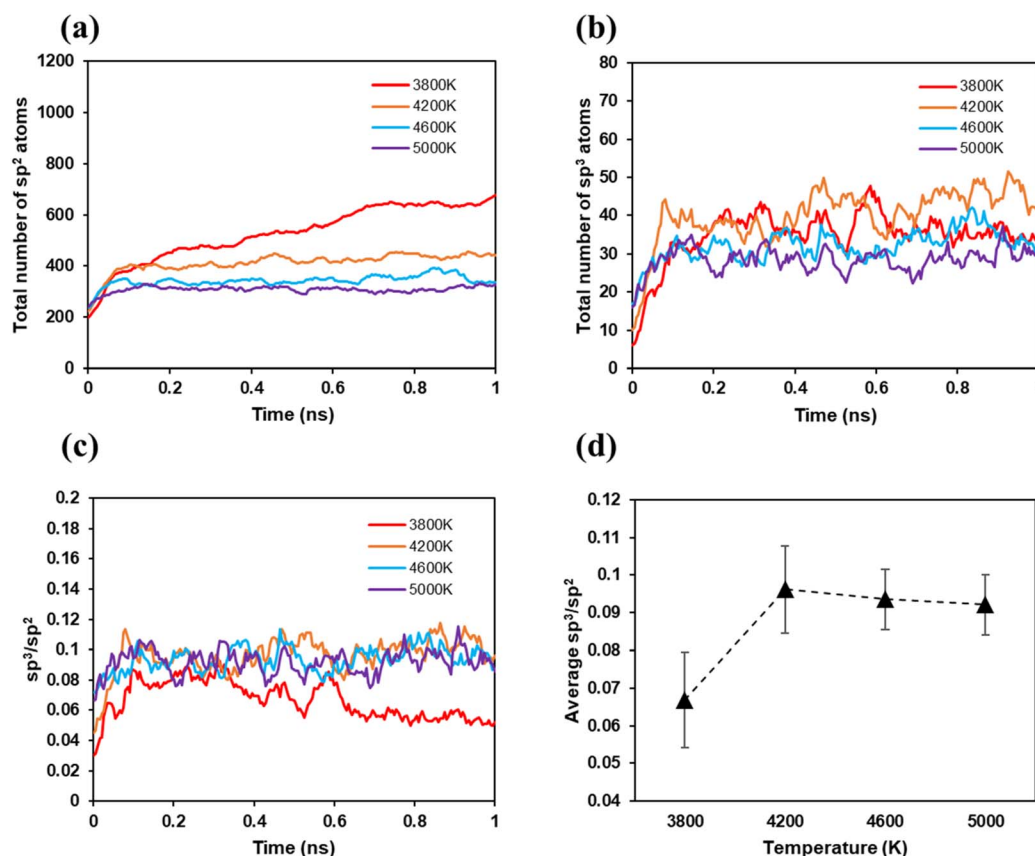 (a)
Total number of sp² atoms
1200
1000
800
600
400
200
0
3800K
4200K
4600K
5000K
0 0.2 0.4 0.6 0.8 1
Time (ns)
(b)
Total number of sp³ atoms
80
70
60
50
40
30
20
10
0
3800K
4200K
4600K
5000K
0 0.2 0.4 0.6 0.8
Time (ns)
(c)
sp³/sp²
0.2
0.18
0.16
0.14
0.12
0.1
0.08
0.06
0.04
0.02
0
3800K
4200K
4600K
5000K
0 0.2 0.4 0.6 0.8 1
Time (ns)
(d)
Average sp³/sp²
0.12
0.11
0.1
0.09
0.08
0.07
0.06
0.05
0.04
3800 4200 4600 5000
Temperature (K)